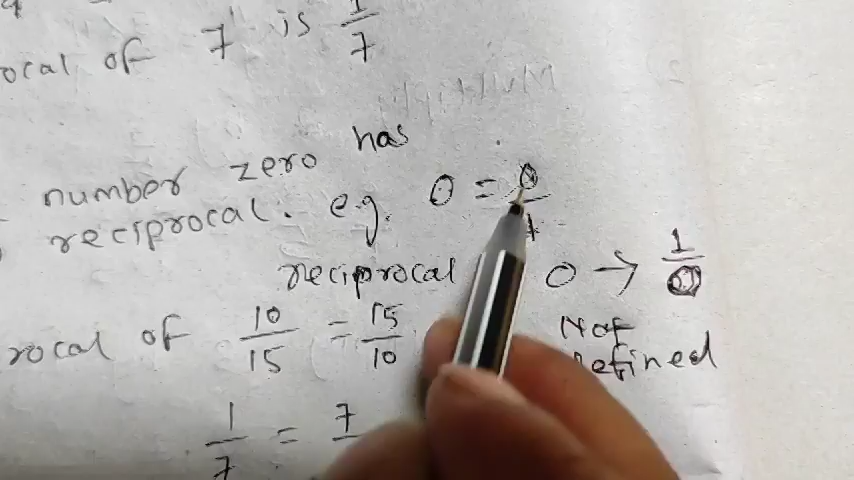 ocal of 7 is 1/7
number zero has
reciprocal. e.g. 0 = 0/1
reciprocal 0 → 1/0
Not
defined
rocal of 10/15 = 15/10
1/7 = 7